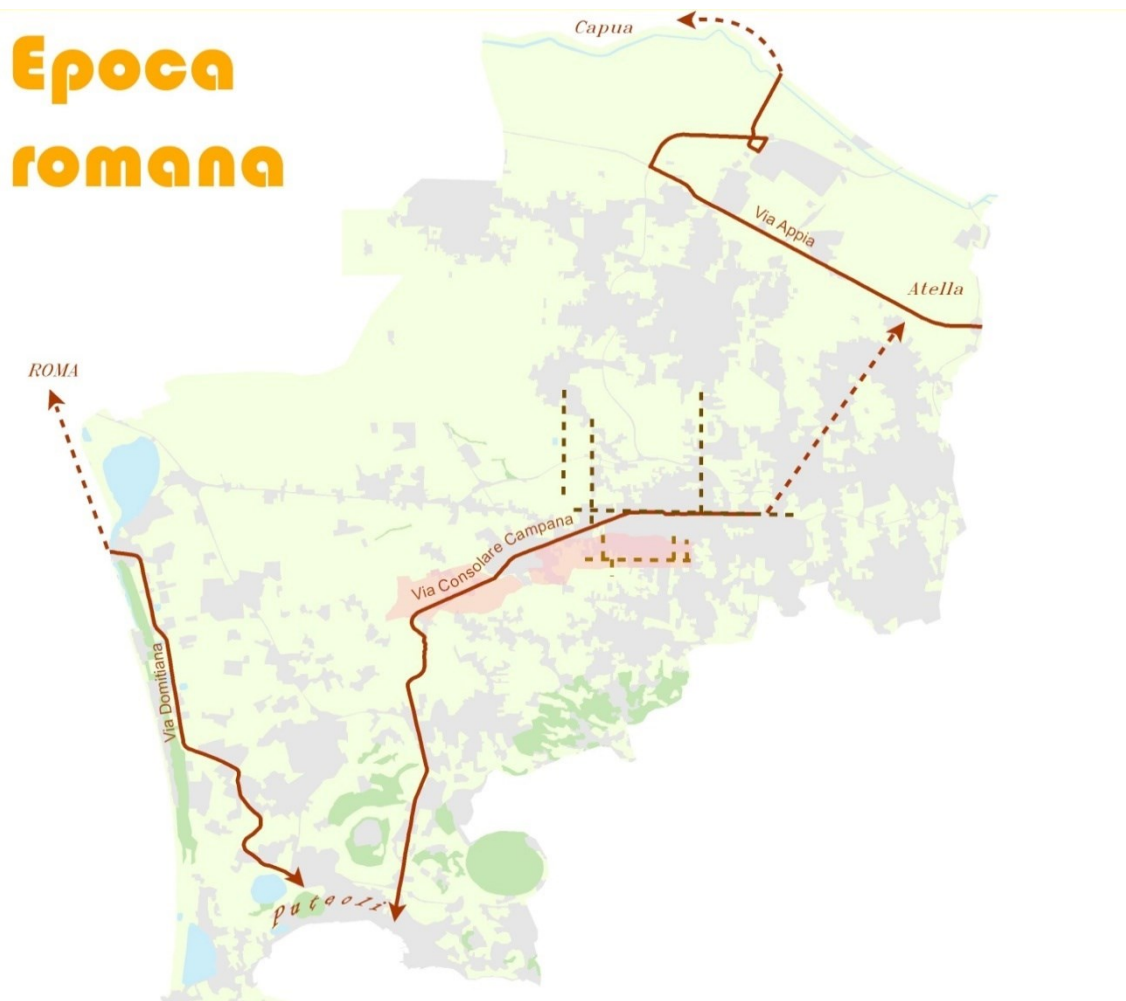 Epoca
romana
Capua
Via Appia
Atella
ROMA
Via Consolare Campana
Via Domitiana
Puteoli